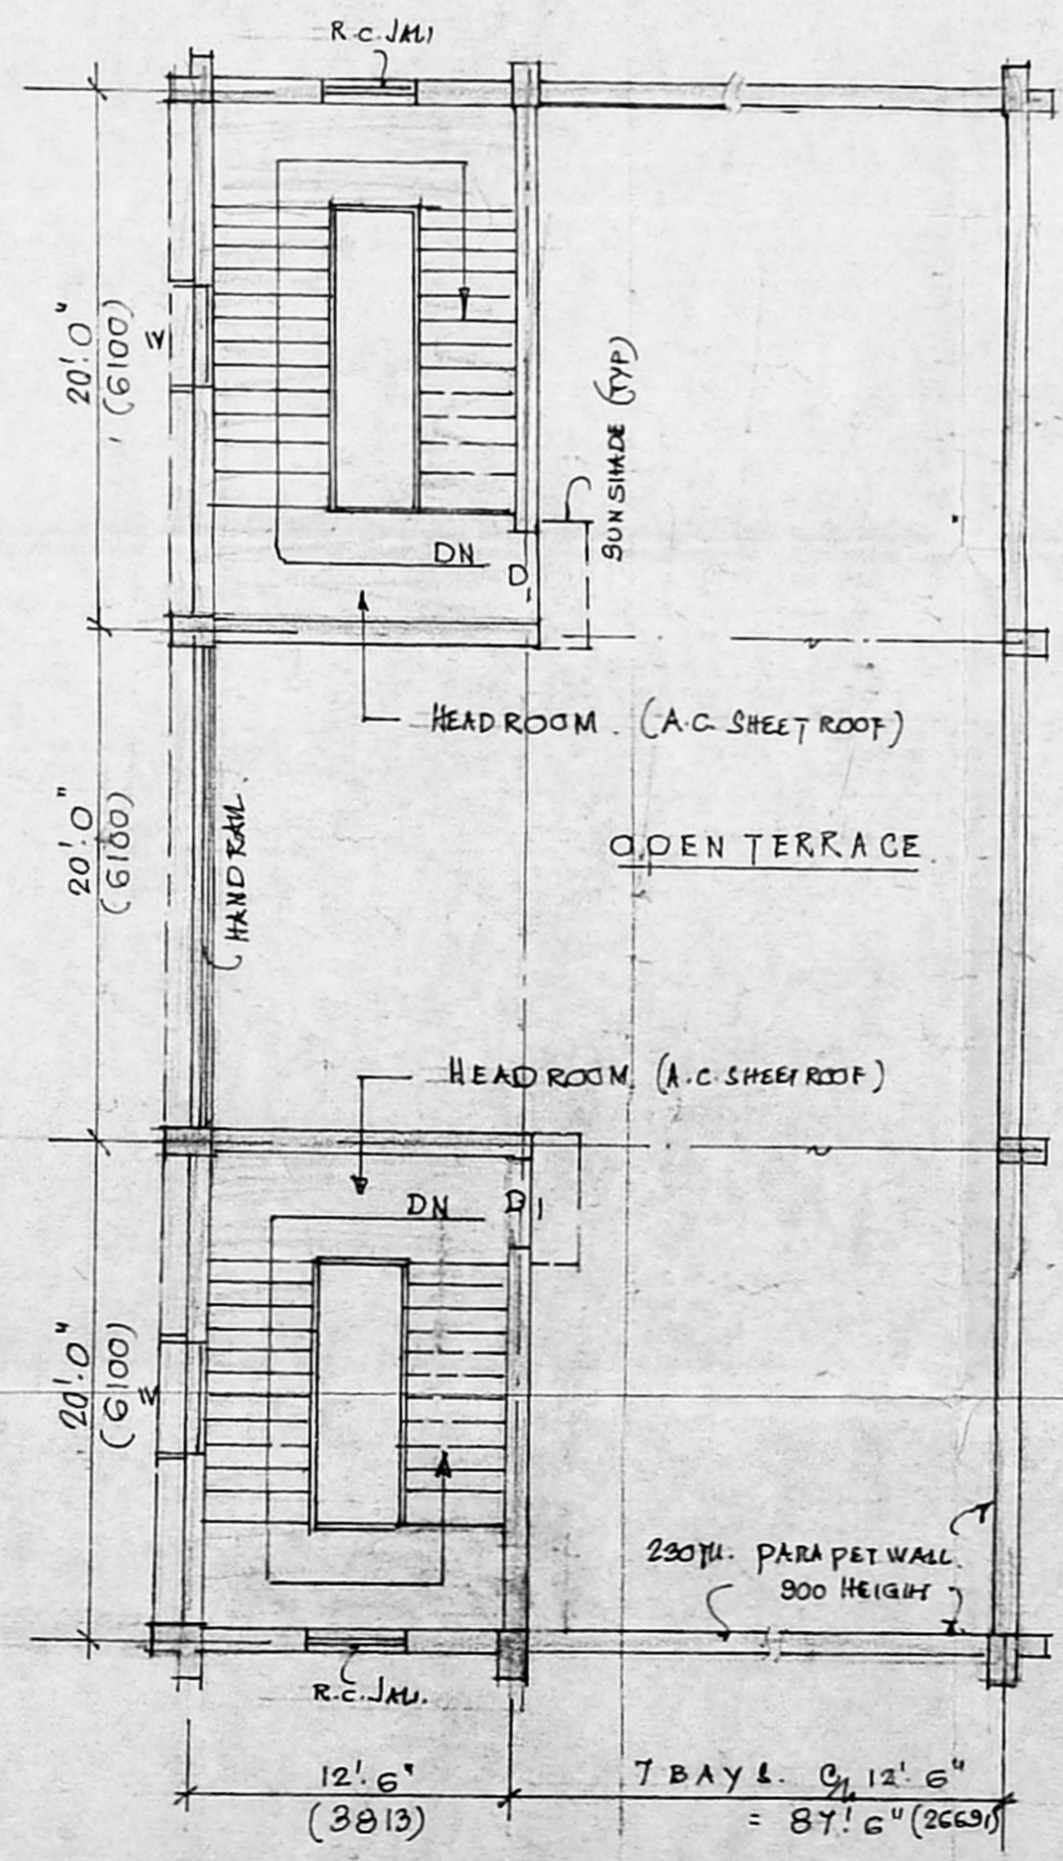 R.C. JALI
20'.0"
(6100)
W
SUNSHADE (TYP)
DN
D1
HEADROOM. (A.C. SHEET ROOF)
20'.0"
(6100)
HANDRAIL.
OPEN TERRACE.
HEADROOM (A.C. SHEET ROOF)
DN
D1
20'.0"
(6100)
W
230 TH. PARAPET WALL.
900 HEIGHT
R.C. JALI.
12'.6"
(3813)
7 BAYS. C/C 12'.6"
= 87'.6" (26691)